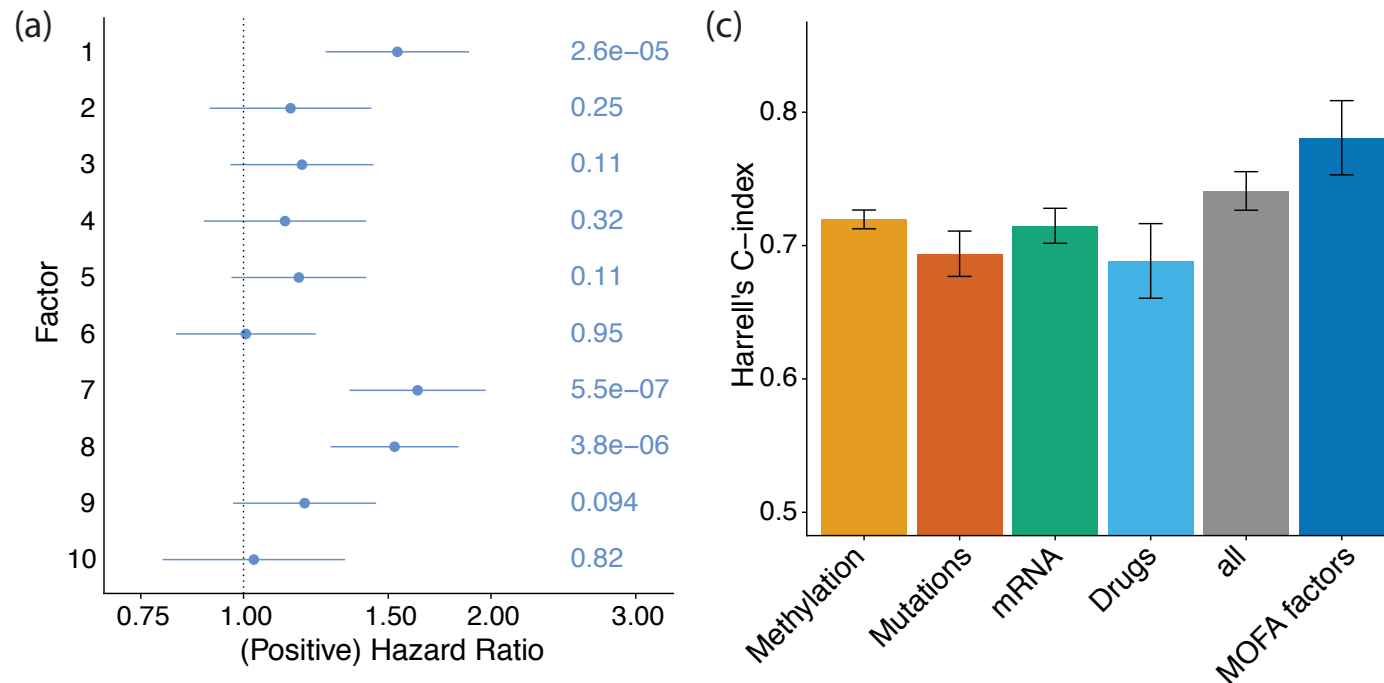 (a)
Factor
1 2.6e−05
2 0.25
3 0.11
4 0.32
5 0.11
6 0.95
7 5.5e−07
8 3.8e−06
9 0.094
10 0.82
0.75 1.00 1.50 2.00 3.00
(Positive) Hazard Ratio
(c)
Harrell's C−index
0.8
0.7
0.6
0.5
Methylation
Mutations
mRNA
Drugs
all
MOFA factors